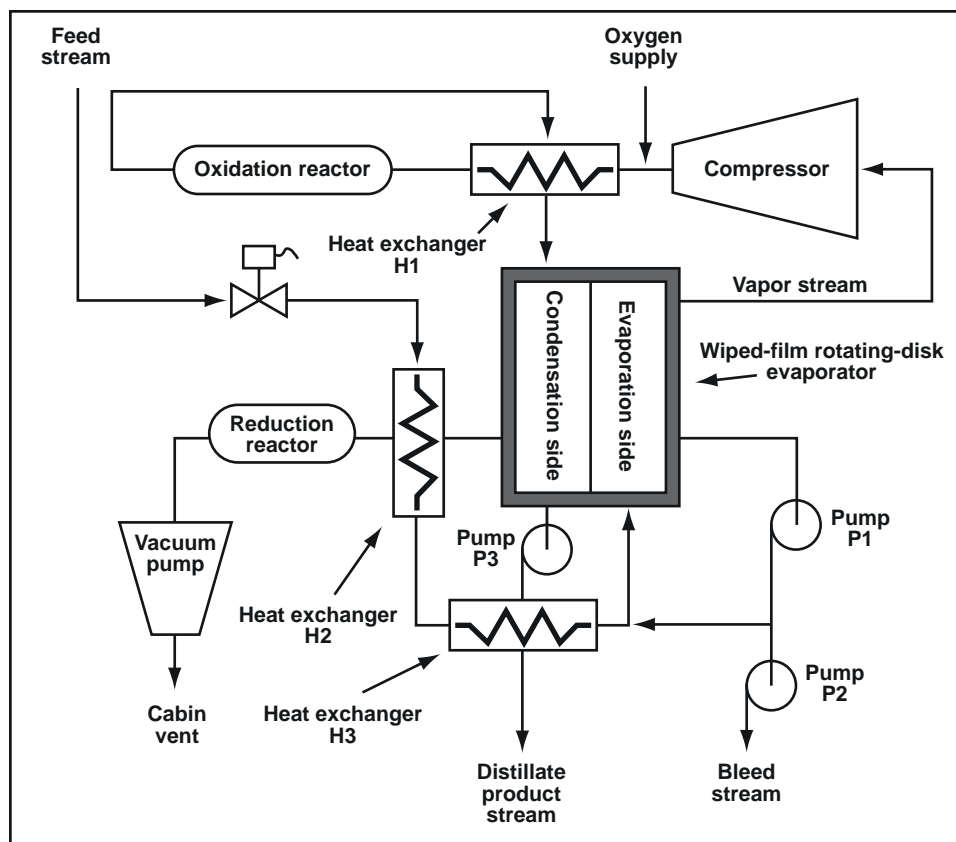 Feed
stream
Oxygen
supply
Oxidation reactor
Compressor
Heat exchanger
H1
Vapor stream
Condensation side
Evaporation side
Wiped-film rotating-disk
evaporator
Reduction
reactor
Vacuum
pump
Pump
P3
Pump
P1
Heat exchanger
H2
Pump
P2
Cabin
vent
Heat exchanger
H3
Distillate
product
stream
Bleed
stream